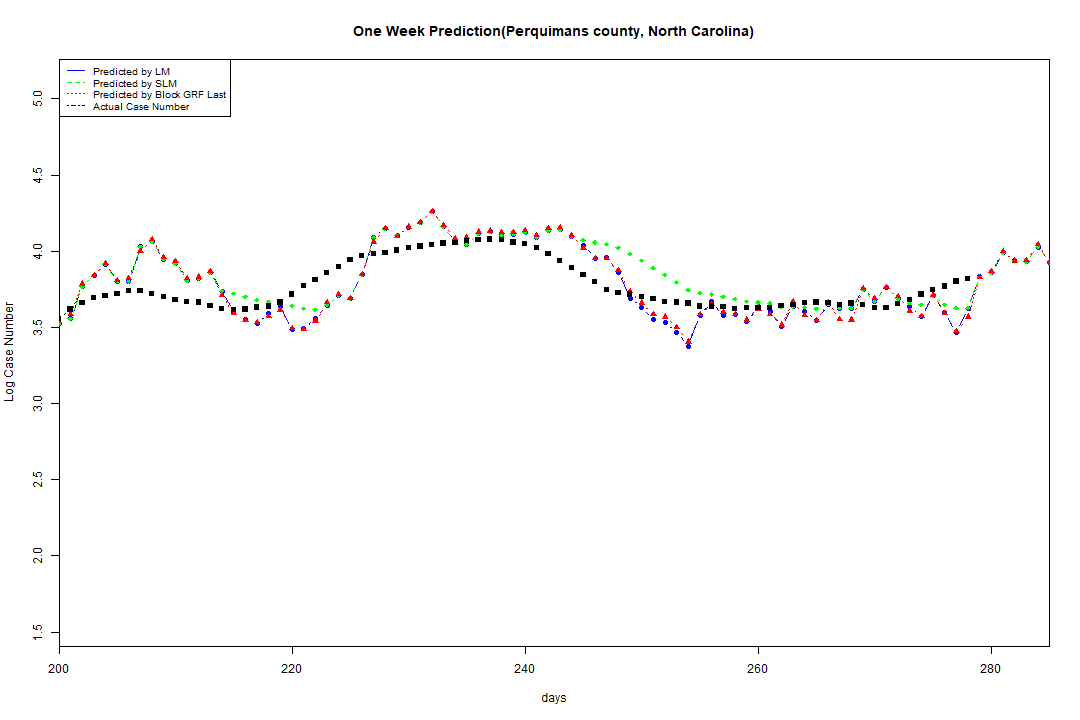 One Week Prediction(Perquimans county, North Carolina)
Predicted by LM
Predicted by SLM
Predicted by Block GRF Last
Actual Case Number
5.0
4.5
4.0
3.5
3.0
2.5
2.0
1.5
Log Case Number
200 220 240 260 280
days